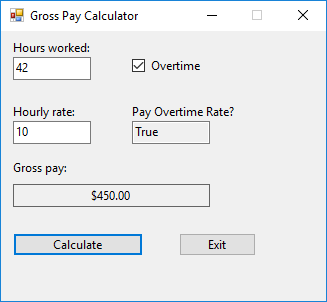 Gross Pay Calculator
Hours worked:
42
Overtime
Hourly rate:
Pay Overtime Rate?
10
True
Gross pay:
$450.00
Calculate
Exit